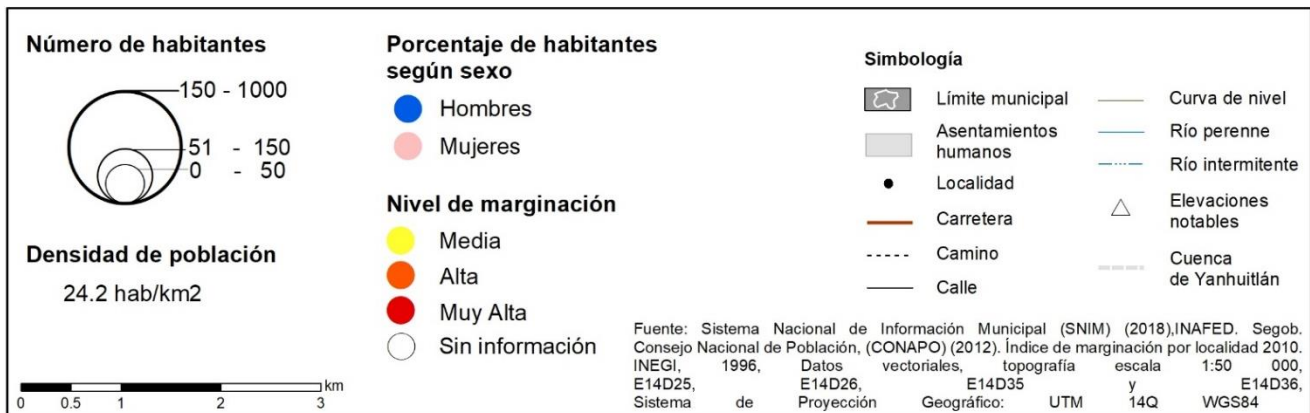 Número de habitantes
150 - 1000
51 - 150
0 - 50
Densidad de población
24.2 hab/km2
km
0 0.5 1 2 3
Porcentaje de habitantes
según sexo
Hombres
Mujeres
Nivel de marginación
Media
Alta
Muy Alta
Sin información
Simbología
Límite municipal
Asentamientos
humanos
Localidad
Carretera
Camino
Calle
Curva de nivel
Río perenne
Río intermitente
Elevaciones
notables
Cuenca
de Yanhuitlán
Fuente: Sistema Nacional de Información Municipal (SNIM) (2018),INAFED. Segob.
Consejo Nacional de Población, (CONAPO) (2012). Índice de marginación por localidad 2010.
INEGI, 1996, Datos vectoriales, topografía escala 1:50 000,
E14D25, E14D26, E14D35 y E14D36,
Sistema de Proyección Geográfico: UTM 14Q WGS84